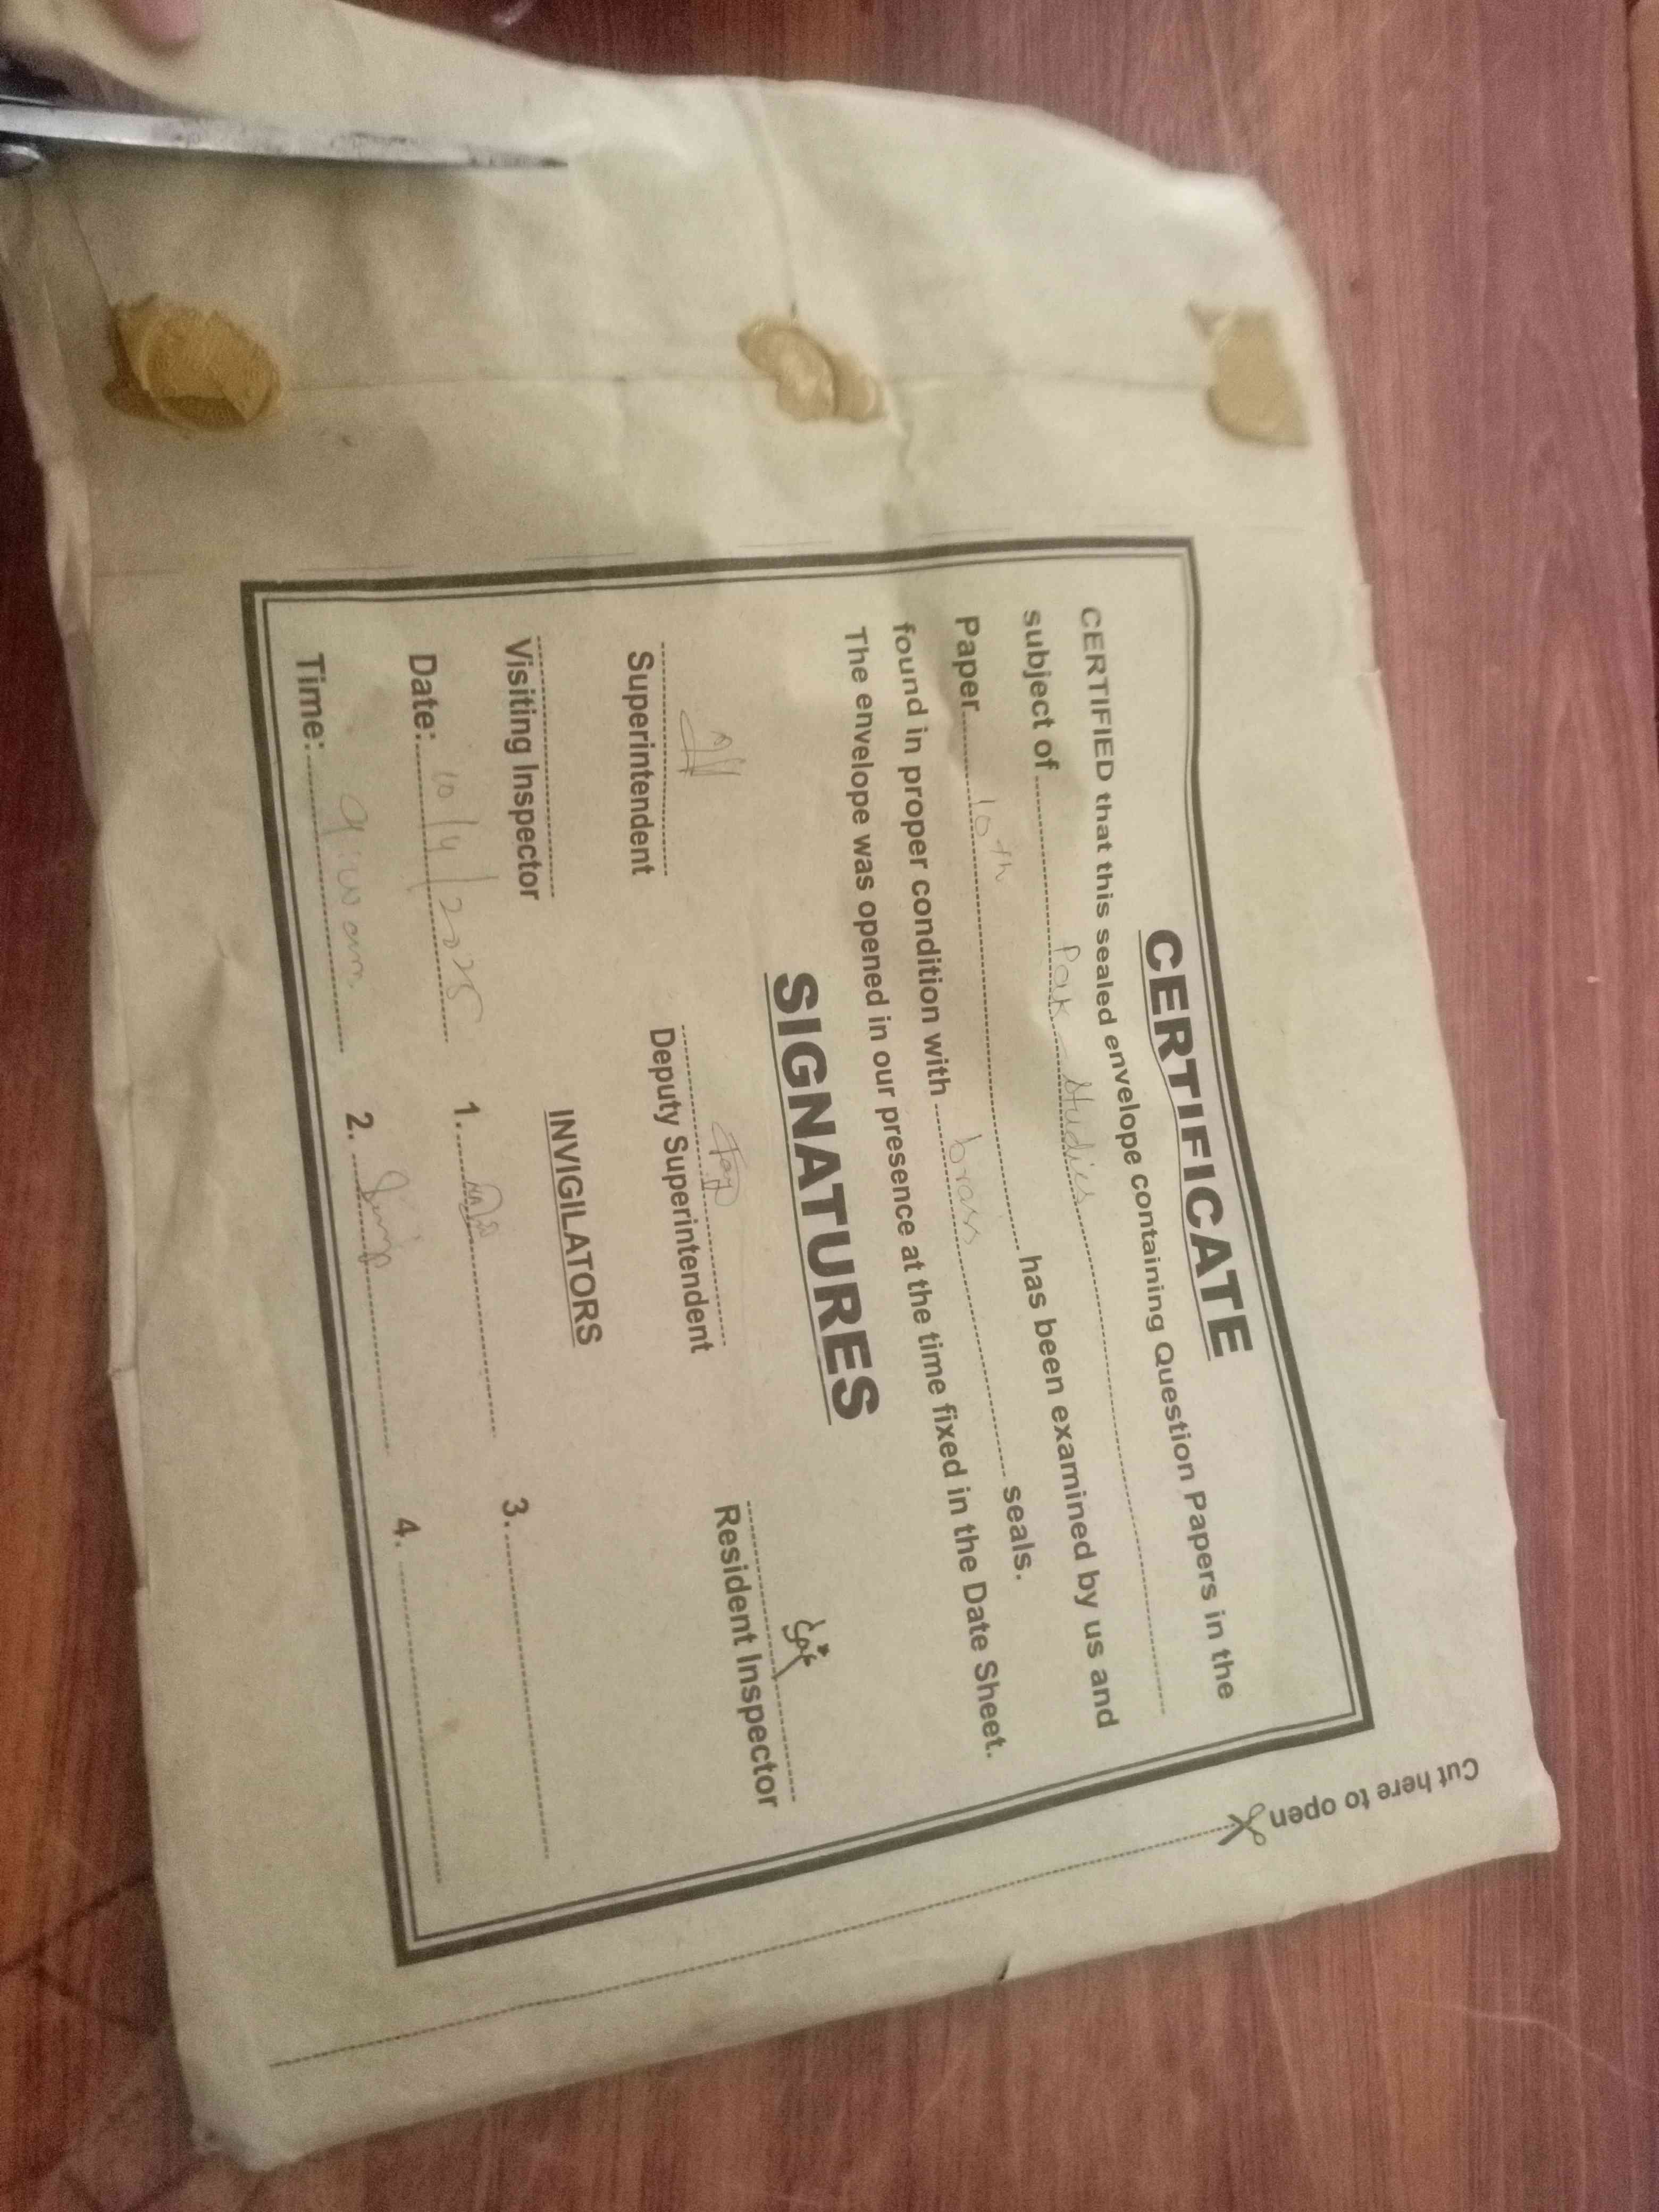 CERTIFICATE
CERTIFIED that this sealed envelope containing Question Papers in the
subject of Pak Studies
Paper 10th has been examined by us and
found in proper condition with brass seals.
The envelope was opened in our presence at the time fixed in the Date Sheet.
SIGNATURES
Superintendent Deputy Superintendent Resident Inspector
Visiting Inspector INVIGILATORS
Date: 10/4/2025 1. 3.
Time: am 2. 4.
Cut here to open